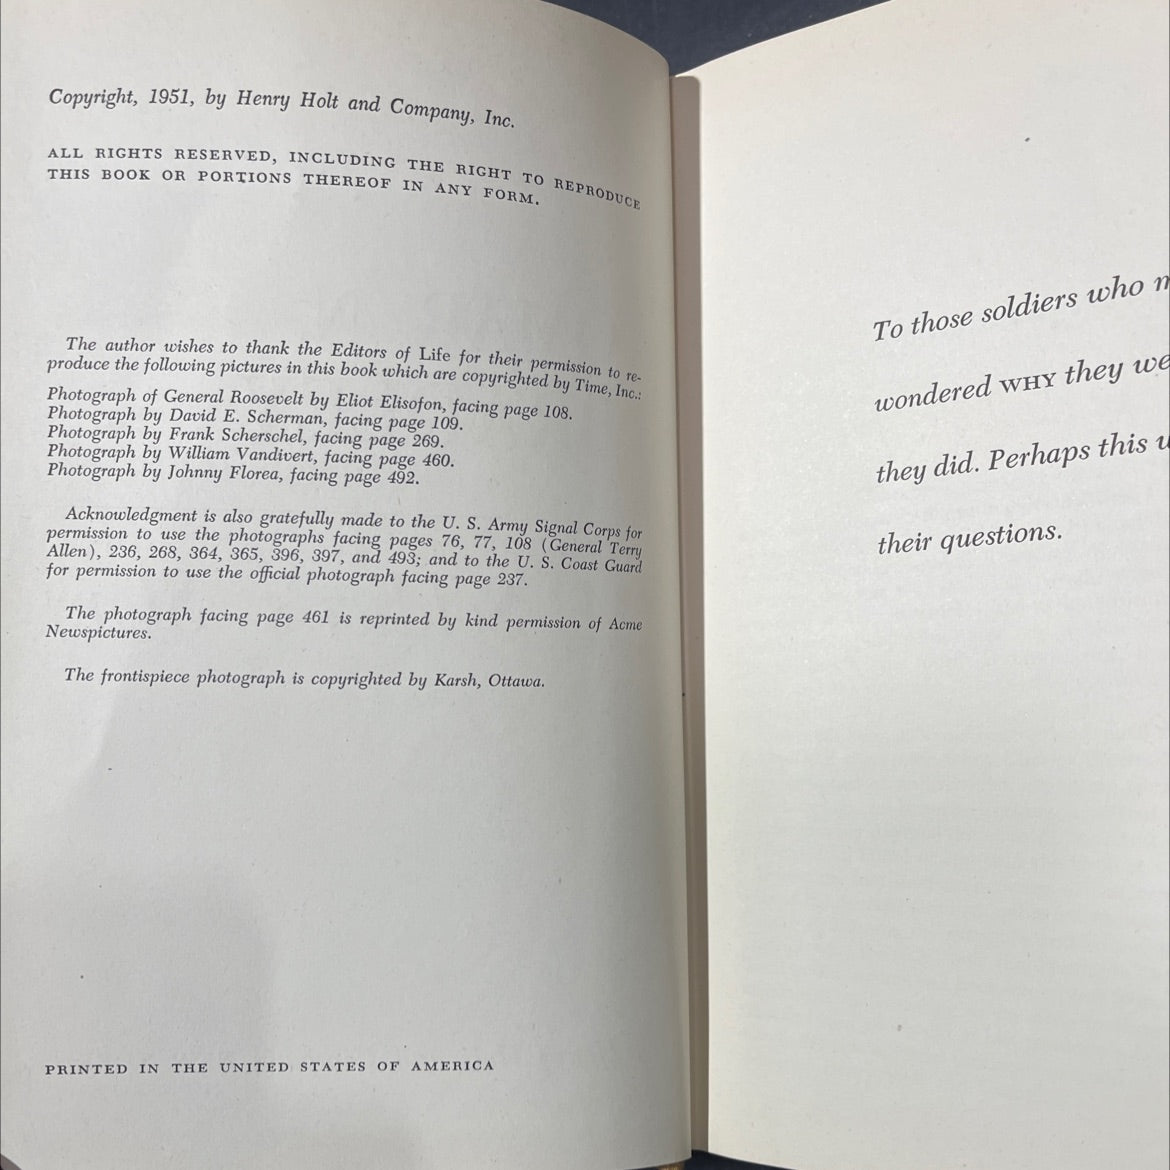 Copyright, 1951, by Henry Holt and Company, Inc.
ALL RIGHTS RESERVED, INCLUDING THE RIGHT TO REPRODUCE
THIS BOOK OR PORTIONS THEREOF IN ANY FORM.
The author wishes to thank the Editors of Life for their permission to re-
produce the following pictures in this book which are copyrighted by Time, Inc.:
Photograph of General Roosevelt by Eliot Elisofon, facing page 108.
Photograph by David E. Scherman, facing page 109.
Photograph by Frank Scherschel, facing page 269.
Photograph by William Vandivert, facing page 460.
Photograph by Johnny Florea, facing page 492.
Acknowledgment is also gratefully made to the U. S. Army Signal Corps for
permission to use the photographs facing pages 76, 77, 108 (General Terry
Allen), 236, 268, 364, 365, 396, 397, and 493; and to the U. S. Coast Guard
for permission to use the official photograph facing page 237.
The photograph facing page 461 is reprinted by kind permission of Acme
Newspictures.
The frontispiece photograph is copyrighted by Karsh, Ottawa.
PRINTED IN THE UNITED STATES OF AMERICA
To those soldiers who
wondered WHY they
they did. Perhaps this
their questions.